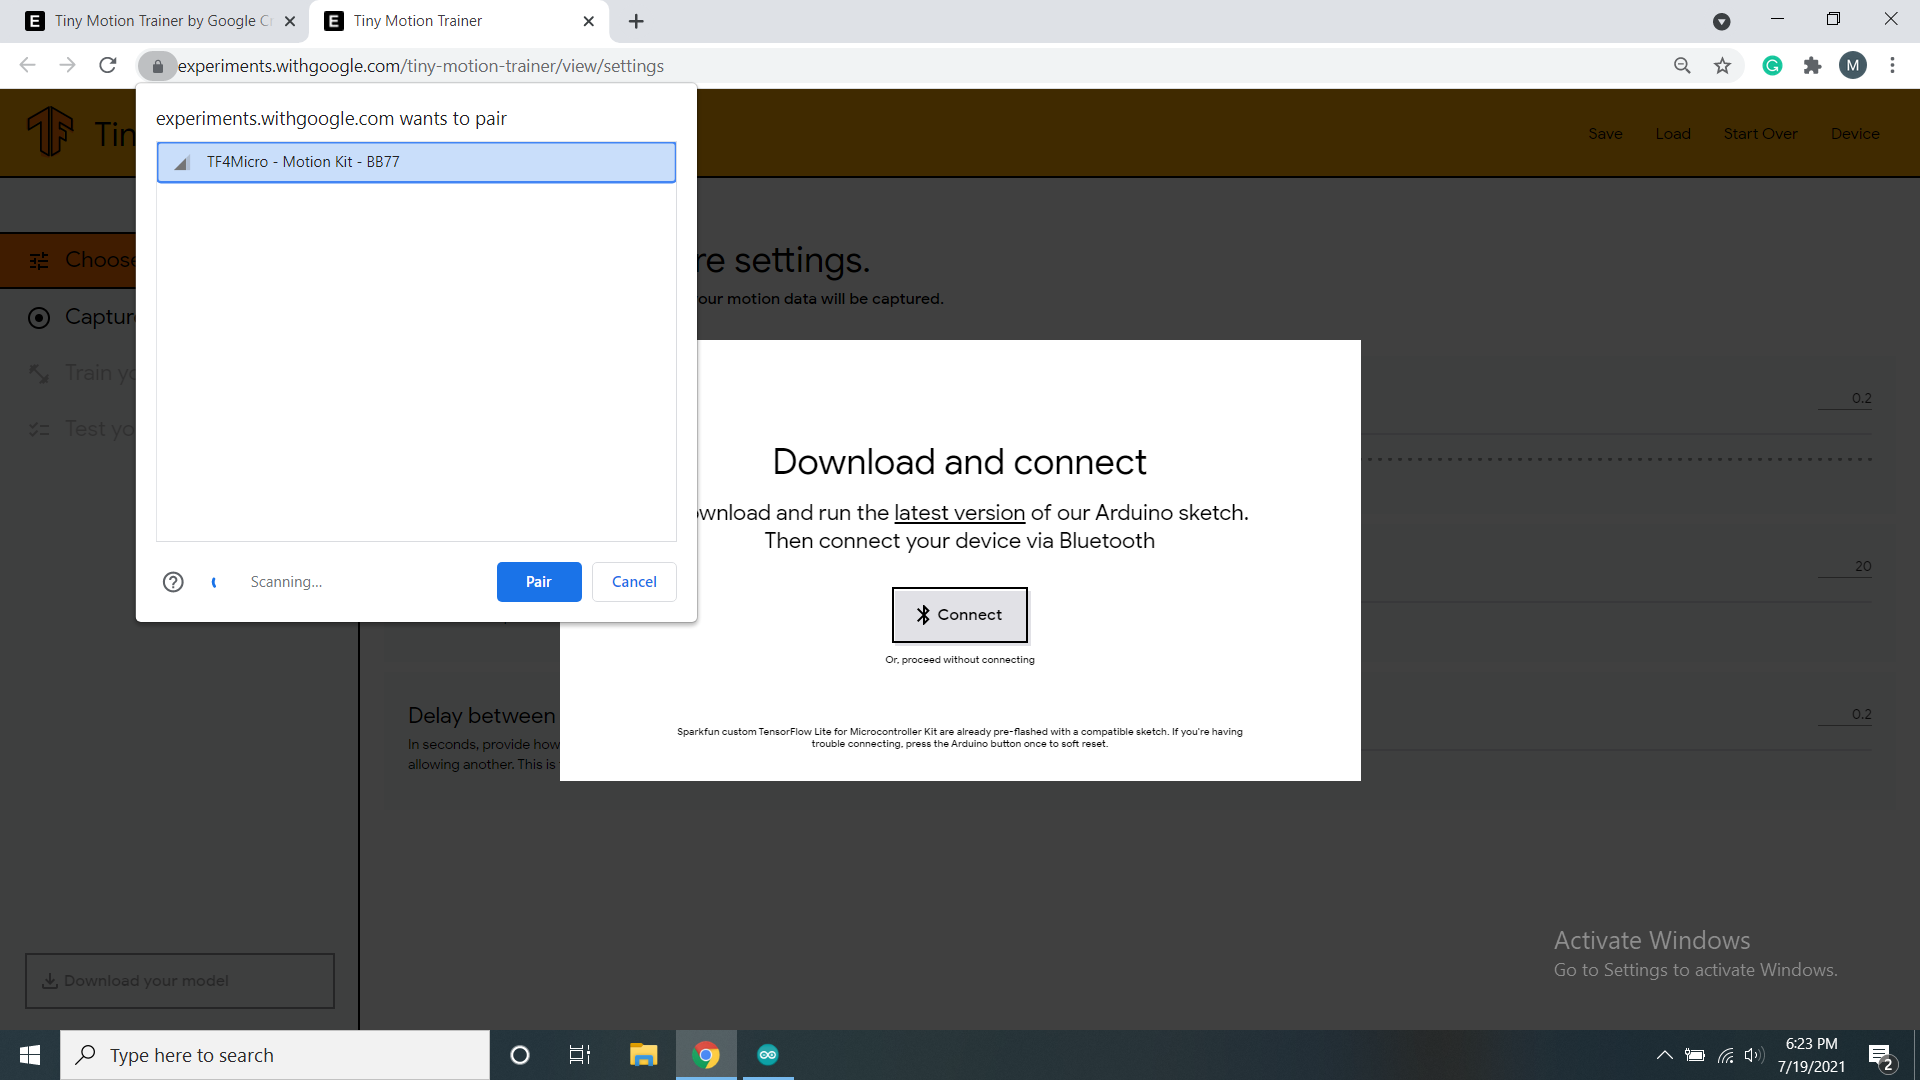 Tiny Motion Trainer by Google Cr
Tiny Motion Trainer
experiments.withgoogle.com/tiny-motion-trainer/view/settings
M
experiments.withgoogle.com wants to pair
TF4Micro - Motion Kit - BB77
Scanning...
Pair
Cancel
Tin
Save
Load
Start Over
Device
Choose
Capture
Train yo
Test yo
re settings.
our motion data will be captured.
0.2
20
0.2
Download and connect
wnload and run the latest version of our Arduino sketch.
Then connect your device via Bluetooth
Connect
Or, proceed without connecting
Sparkfun custom TensorFlow Lite for Microcontroller Kit are already pre-flashed with a compatible sketch. If you're having
trouble connecting, press the Arduino button once to soft reset.
Delay between
In seconds, provide how
allowing another. This is
Download your model
Activate Windows
Go to Settings to activate Windows.
Type here to search
6:23 PM
7/19/2021
2